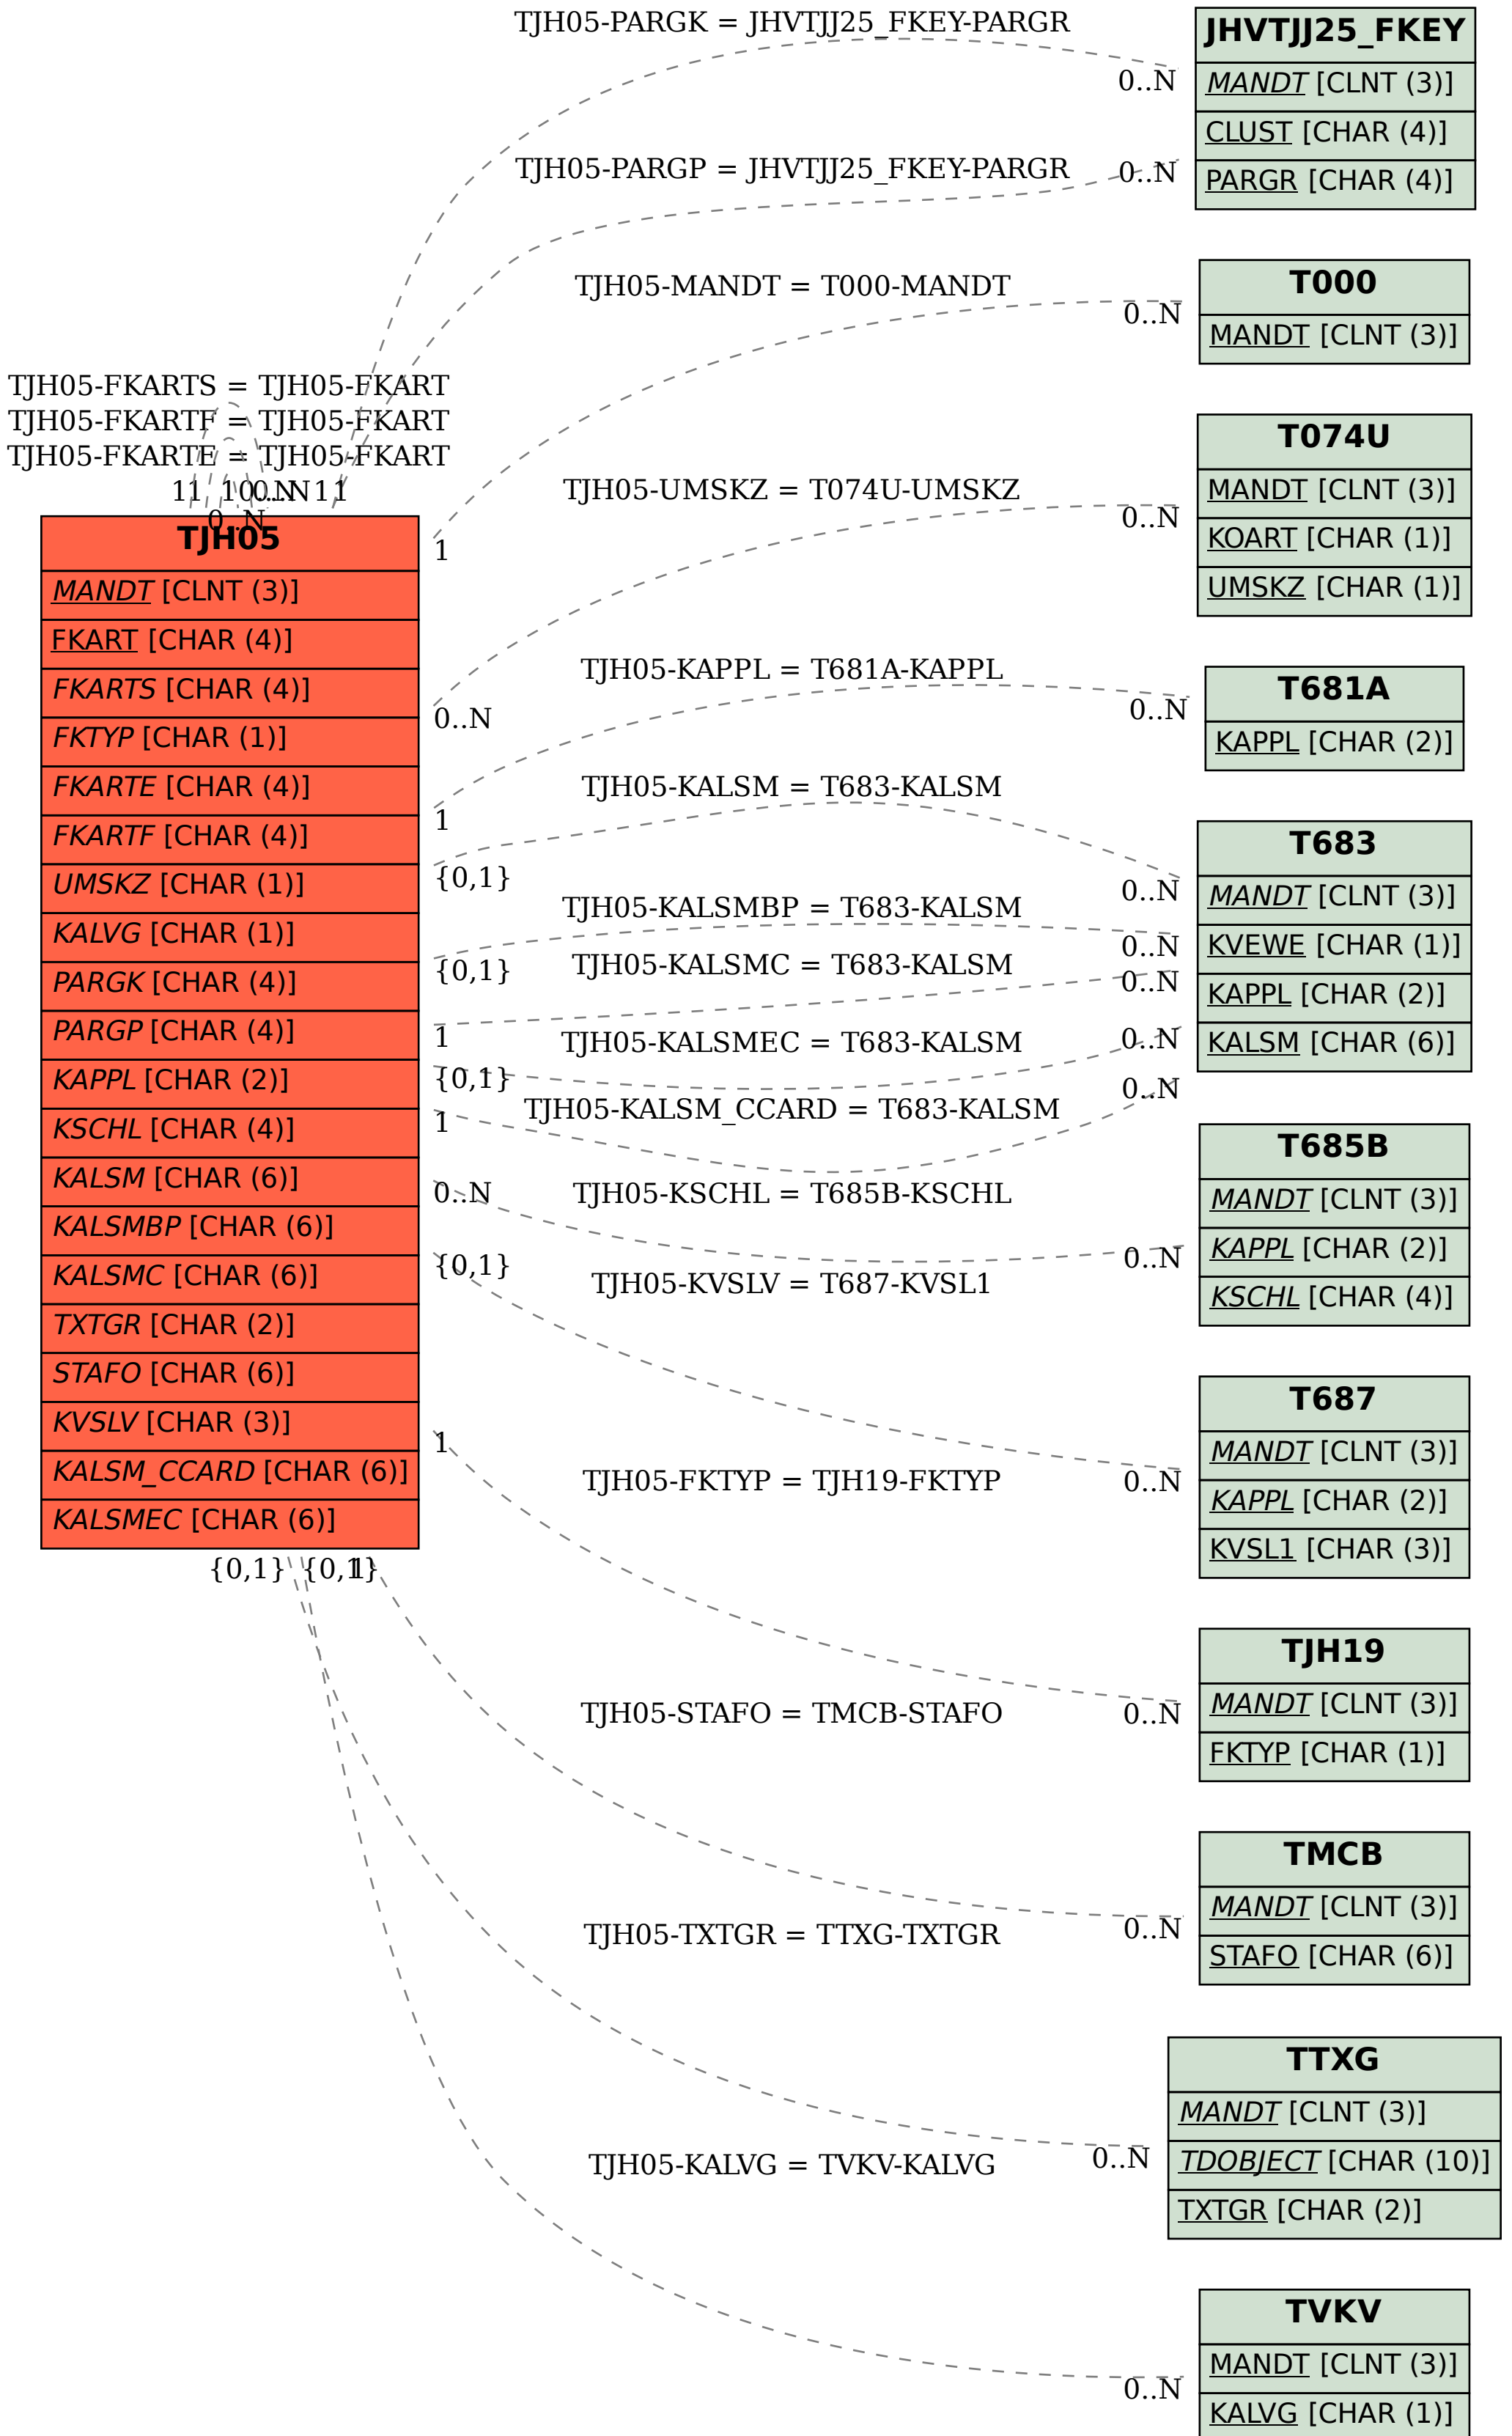 TJH05-PARGK = JHVTJJ25_FKEY-PARGR
0..N
JHVTJJ25_FKEY
MANDT [CLNT (3)]
CLUST [CHAR (4)]
PARGR [CHAR (4)]
TJH05-PARGP = JHVTJJ25_FKEY-PARGR
0..N
TJH05-MANDT = T000-MANDT
0..N
T000
MANDT [CLNT (3)]
TJH05-FKARTS = TJH05-FKART
TJH05-FKARTF = TJH05-FKART
TJH05-FKARTE = TJH05-FKART
1
1
1
0..N
0..N
1
1
0..N
TJH05
MANDT [CLNT (3)]
FKART [CHAR (4)]
FKARTS [CHAR (4)]
FKTYP [CHAR (1)]
FKARTE [CHAR (4)]
FKARTF [CHAR (4)]
UMSKZ [CHAR (1)]
KALVG [CHAR (1)]
PARGK [CHAR (4)]
PARGP [CHAR (4)]
KAPPL [CHAR (2)]
KSCHL [CHAR (4)]
KALSM [CHAR (6)]
KALSMBP [CHAR (6)]
KALSMC [CHAR (6)]
TXTGR [CHAR (2)]
STAFO [CHAR (6)]
KVSLV [CHAR (3)]
KALSM_CCARD [CHAR (6)]
KALSMEC [CHAR (6)]
1
TJH05-UMSKZ = T074U-UMSKZ
0..N
0..N
T074U
MANDT [CLNT (3)]
KOART [CHAR (1)]
UMSKZ [CHAR (1)]
TJH05-KAPPL = T681A-KAPPL
1
0..N
T681A
KAPPL [CHAR (2)]
TJH05-KALSM = T683-KALSM
{0,1}
0..N
TJH05-KALSMBP = T683-KALSM
{0,1}
0..N
TJH05-KALSMC = T683-KALSM
1
0..N
TJH05-KALSMEC = T683-KALSM
{0,1}
0..N
TJH05-KALSM_CCARD = T683-KALSM
1
0..N
T683
MANDT [CLNT (3)]
KVEWE [CHAR (1)]
KAPPL [CHAR (2)]
KALSM [CHAR (6)]
TJH05-KSCHL = T685B-KSCHL
0..N
0..N
T685B
MANDT [CLNT (3)]
KAPPL [CHAR (2)]
KSCHL [CHAR (4)]
TJH05-KVSLV = T687-KVSL1
{0,1}
0..N
T687
MANDT [CLNT (3)]
KAPPL [CHAR (2)]
KVSL1 [CHAR (3)]
TJH05-FKTYP = TJH19-FKTYP
1
0..N
TJH19
MANDT [CLNT (3)]
FKTYP [CHAR (1)]
{0,1}
{0,1}
1
TJH05-STAFO = TMCB-STAFO
0..N
TMCB
MANDT [CLNT (3)]
STAFO [CHAR (6)]
TJH05-TXTGR = TTXG-TXTGR
0..N
TTXG
MANDT [CLNT (3)]
TDOBJECT [CHAR (10)]
TXTGR [CHAR (2)]
TJH05-KALVG = TVKV-KALVG
0..N
TVKV
MANDT [CLNT (3)]
KALVG [CHAR (1)]